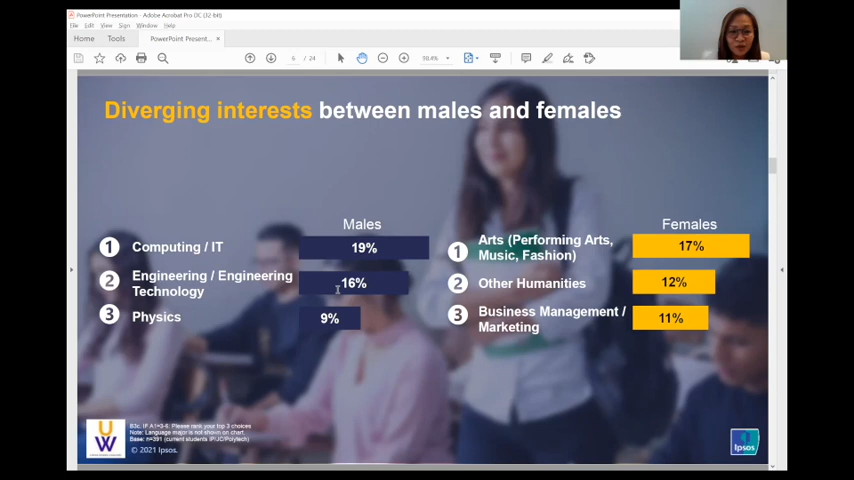 PowerPoint Presentation - Adobe Acrobat Pro DC (32-bit)
File Edit View Sign Window Help
Home Tools PowerPoint Present... ×
6 / 24
Diverging interests between males and females
Males
1 Computing / IT 19%
2 Engineering / Engineering Technology 16%
3 Physics 9%
Females
1 Arts (Performing Arts, Music, Fashion) 17%
2 Other Humanities 12%
3 Business Management / Marketing 11%
UW
B3c. IF A1=3-6: Please rank your top 3 choices
Note: Language major is not shown on chart.
Base: n=391 (current students IP/JC/Polytech)
© 2021 Ipsos.
Ipsos